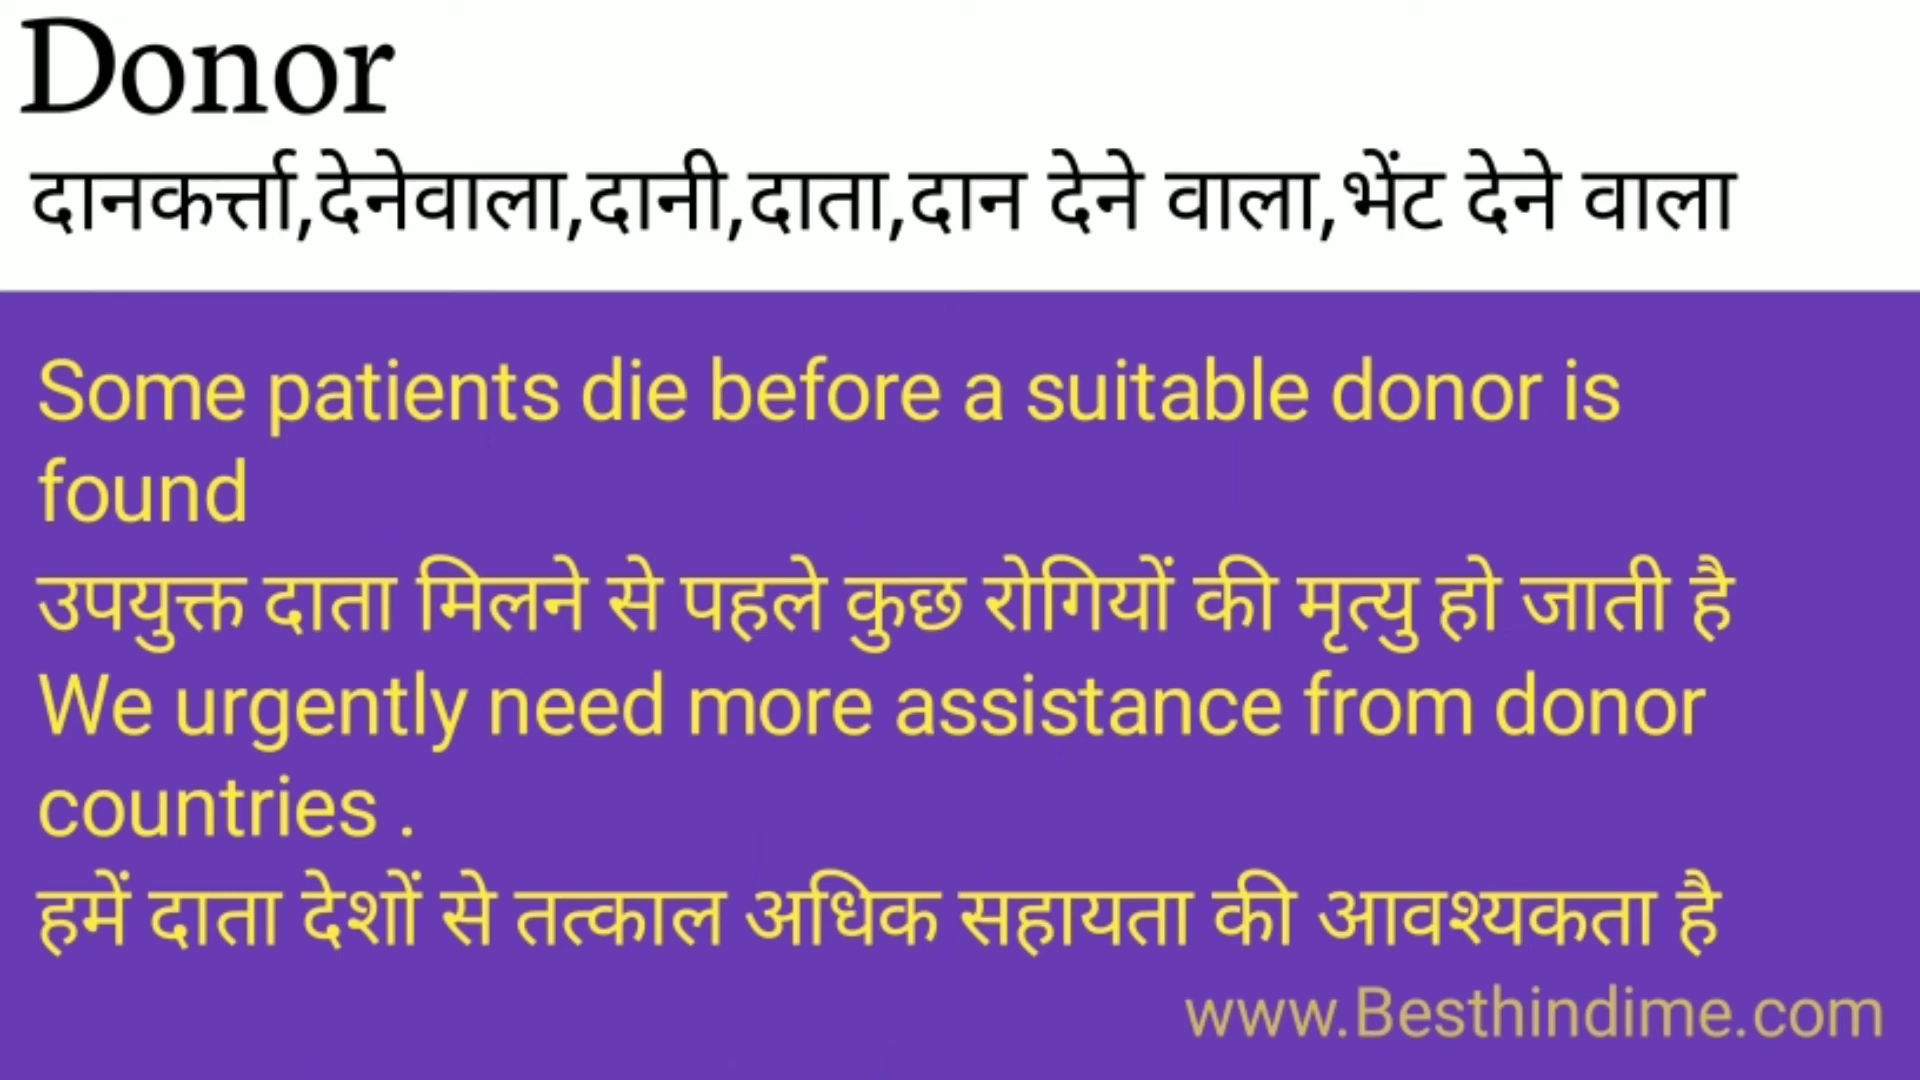 Donor
दानकर्त्ता,देनेवाला,दानी,दाता,दान देने वाला,भेंट देने वाला
Some patients die before a suitable donor is
found
उपयुक्त दाता मिलने से पहले कुछ रोगियों की मृत्यु हो जाती है
We urgently need more assistance from donor
countries .
हमें दाता देशों से तत्काल अधिक सहायता की आवश्यकता है
www.Besthindime.com